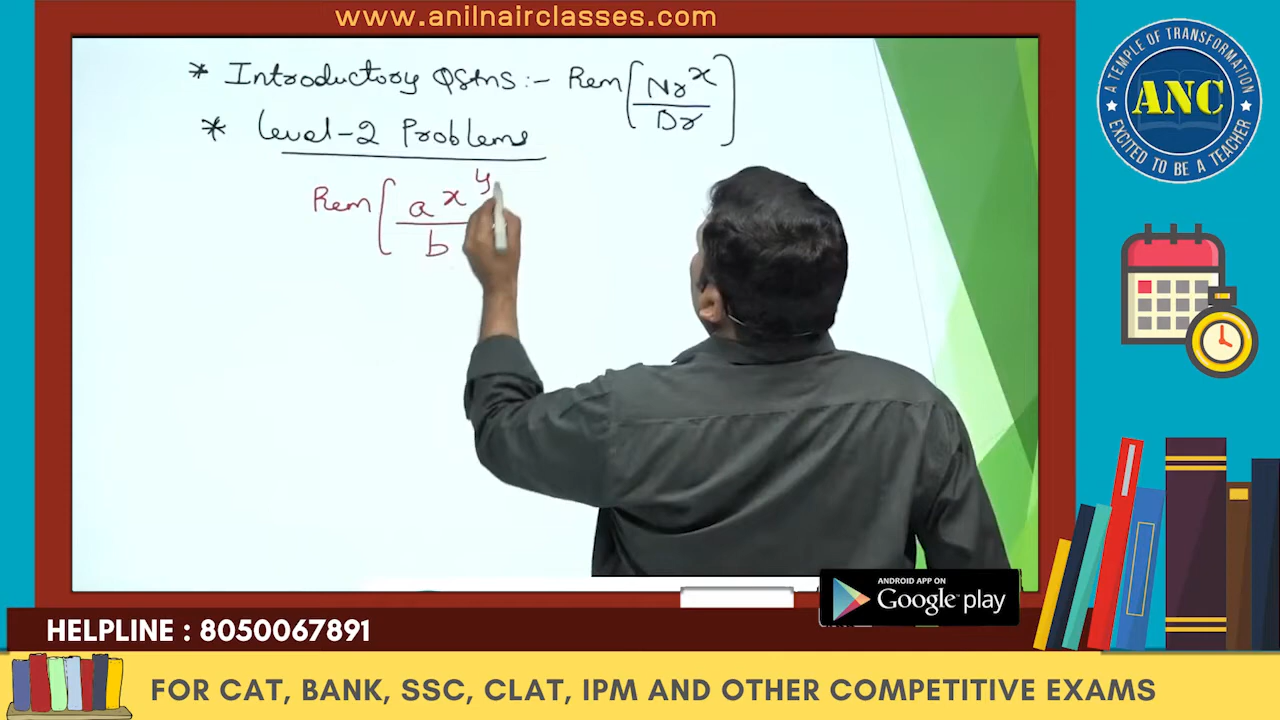 www.anilnairclasses.com
* Introductory Qstns :- Rem [ Nr^x / Dr ]
* Level-2 Problems
Rem [ a^x^y / b
A TEMPLE OF TRANSFORMATION
ANC
EXCITED TO BE A TEACHER
ANDROID APP ON
Google play
HELPLINE : 8050067891
FOR CAT, BANK, SSC, CLAT, IPM AND OTHER COMPETITIVE EXAMS